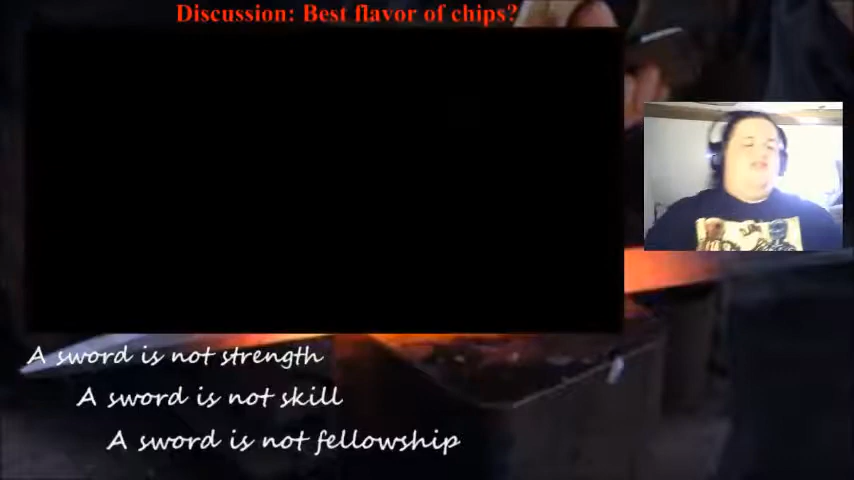 Discussion: Best flavor of chips?
A sword is not strength
A sword is not skill
A sword is not fellowship